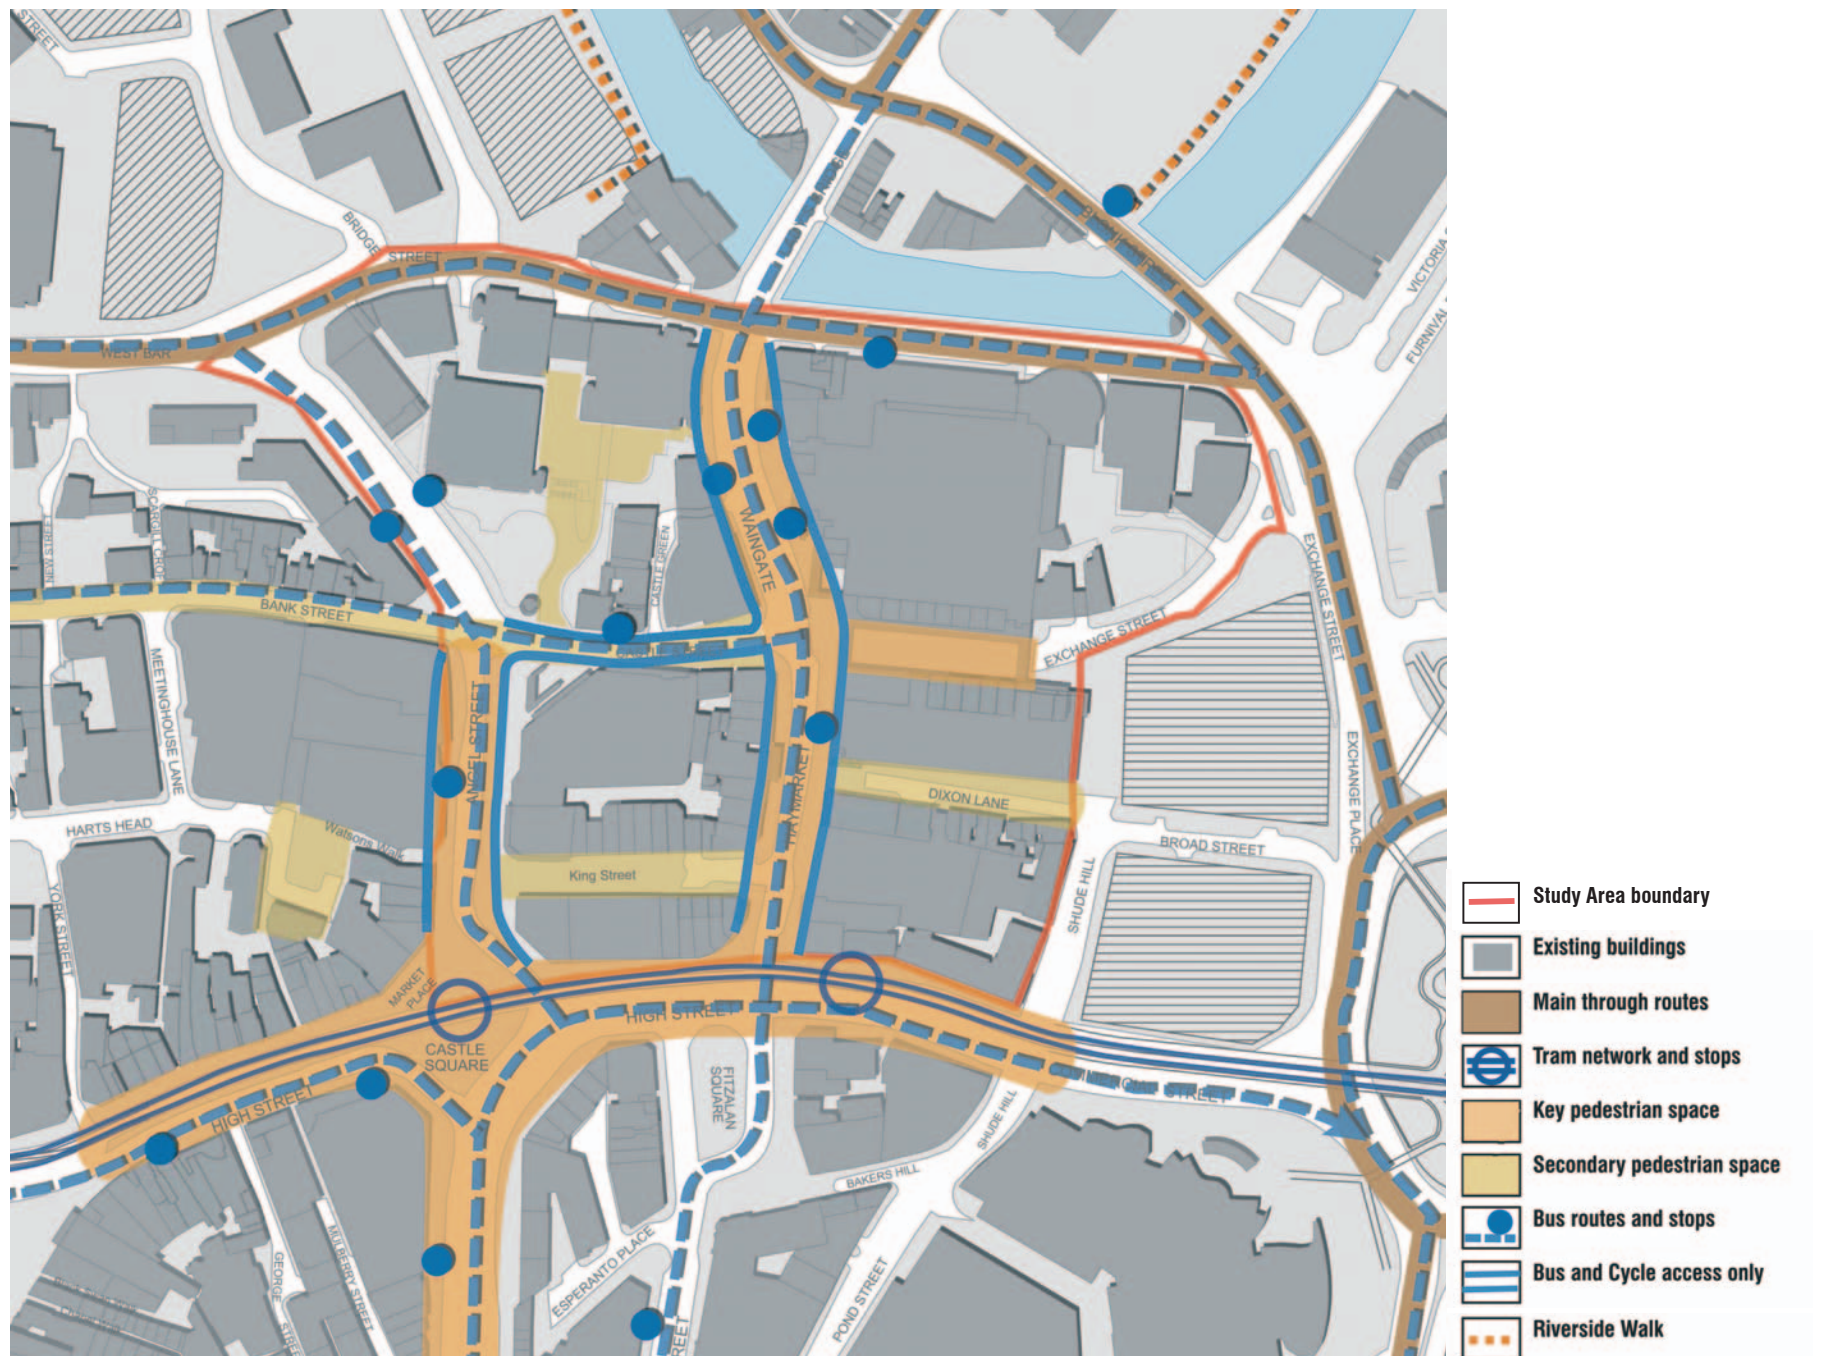 STREET
BRIDGE
STREET
WEST BAR
VICTORIA
FURNIVAL
WAINGATE
CASTLE GREEN
SCARGILL CROFT
BANK STREET
EXCHANGE STREET
EXCHANGE STREET
MEETINGHOUSE LANE
ANGEL STREET
HAYMARKET
DIXON LANE
EXCHANGE PLACE
HARTS HEAD
Watsons Walk
BROAD STREET
King Street
SHUDE HILL
YORK STREET
MARKET
PLACE
HIGH STREET
CASTLE
SQUARE
COMMERCIAL STREET
FITZALAN
SQUARE
HIGH STREET
SHUDE HILL
BAKERS HILL
GEORGE
STREET
MULBERRY STREET
ESPERANTO PLACE
POND STREET
REET
Study Area boundary
Existing buildings
Main through routes
Tram network and stops
Key pedestrian space
Secondary pedestrian space
Bus routes and stops
Bus and Cycle access only
Riverside Walk